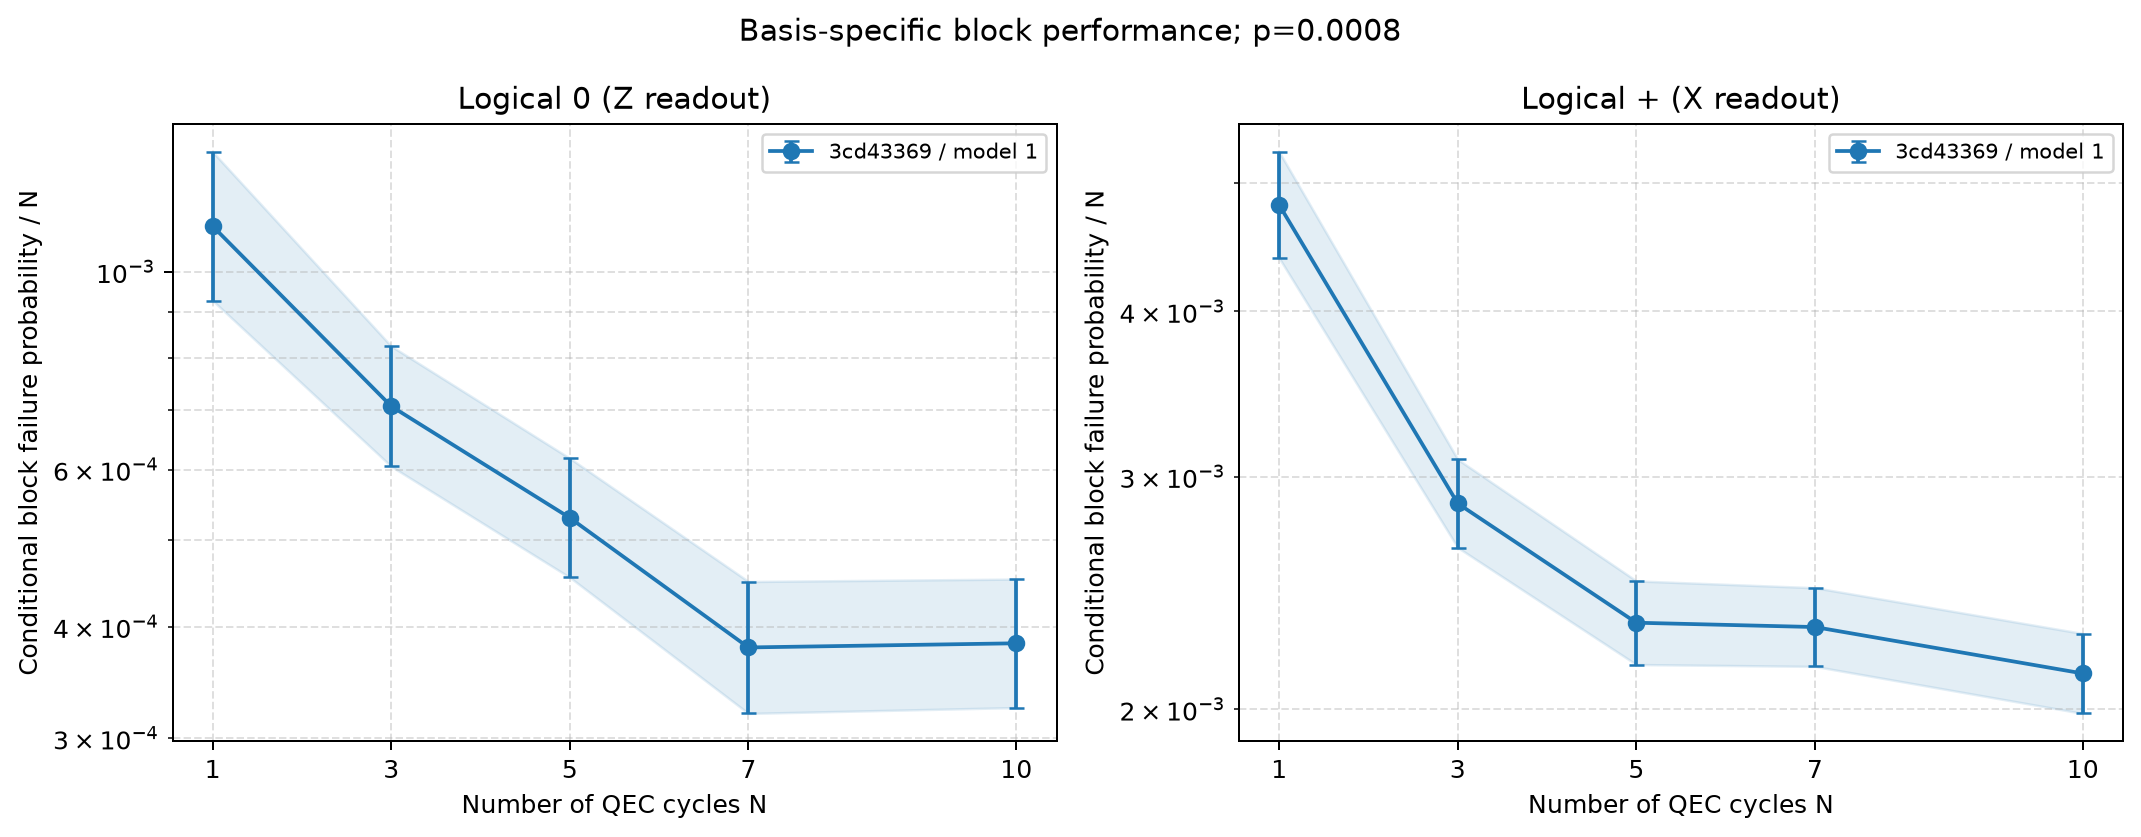 Basis-specific block performance; p=0.0008
Logical 0 (Z readout)
Conditional block failure probability / N
10⁻³
6 × 10⁻⁴
4 × 10⁻⁴
3 × 10⁻⁴
3cd43369 / model 1
1 3 5 7 10
Number of QEC cycles N
Logical + (X readout)
Conditional block failure probability / N
4 × 10⁻³
3 × 10⁻³
2 × 10⁻³
3cd43369 / model 1
1 3 5 7 10
Number of QEC cycles N